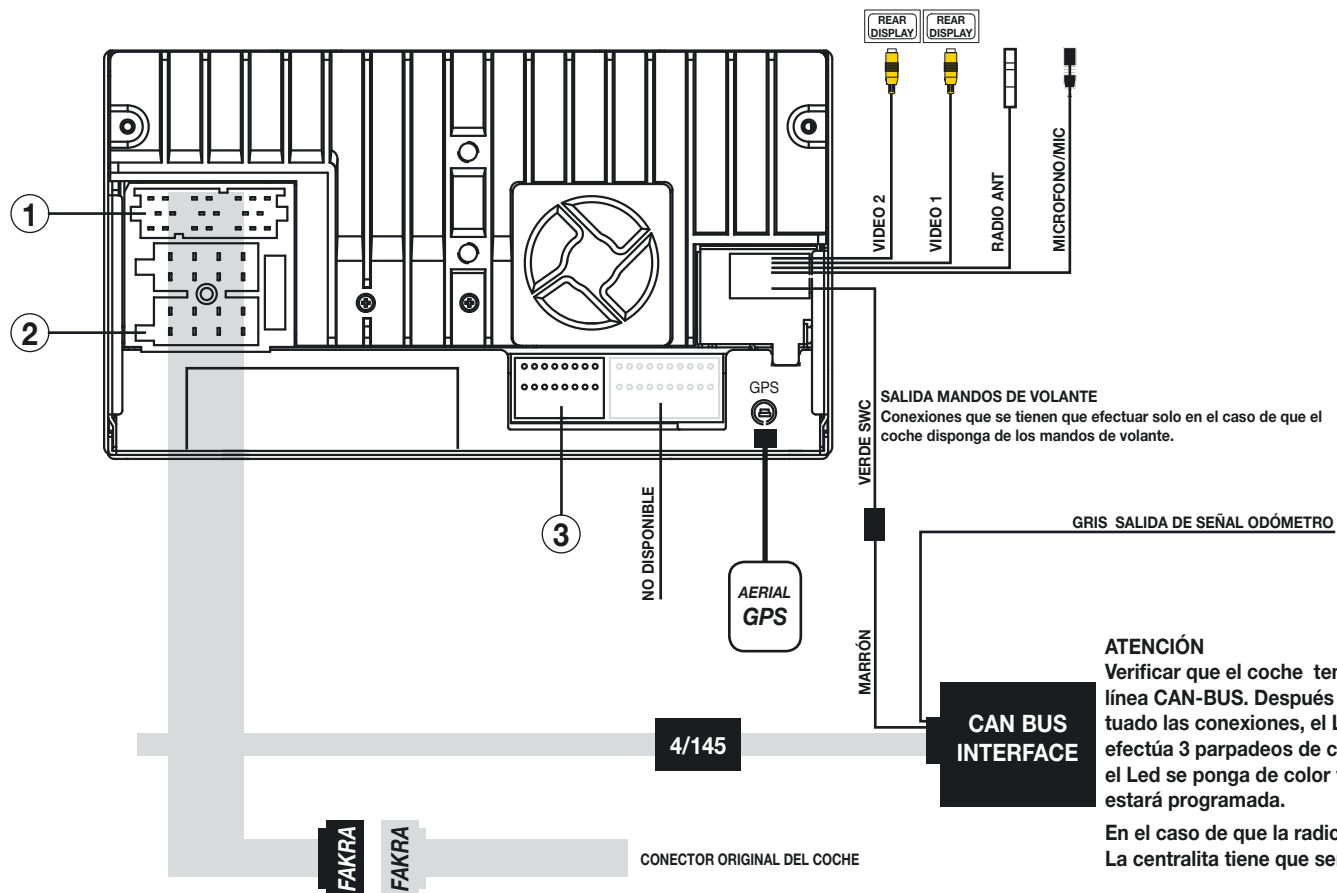 REAR DISPLAY
REAR DISPLAY
VIDEO 2
VIDEO 1
RADIO ANT
MICROFONO/MIC
1
2
GPS
SALIDA MANDOS DE VOLANTE
Conexiones que se tienen que efectuar solo en el caso de que el
coche disponga de los mandos de volante.
VERDE SWC
3
NO DISPONIBLE
GRIS SALIDA DE SEÑAL ODÓMETRO
AERIAL
GPS
MARRÓN
4/145
CAN BUS
INTERFACE
ATENCIÓN
Verificar que el coche
línea CAN-BUS. Después
tuado las conexiones, el
efectúa 3 parpadeos de
el Led se ponga de color
estará programada.
En el caso de que la radio
La centralita tiene que
FAKRA
FAKRA
CONECTOR ORIGINAL DEL COCHE